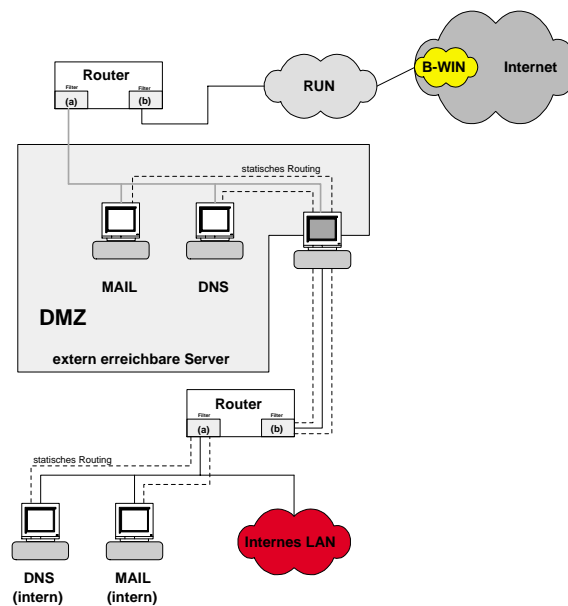 Router
Filter
(a)
Filter
(b)
RUN
B-WIN
Internet
statisches Routing
MAIL
DNS
DMZ
extern erreichbare Server
Router
Filter
(a)
Filter
(b)
statisches Routing
Internes LAN
DNS
(intern)
MAIL
(intern)